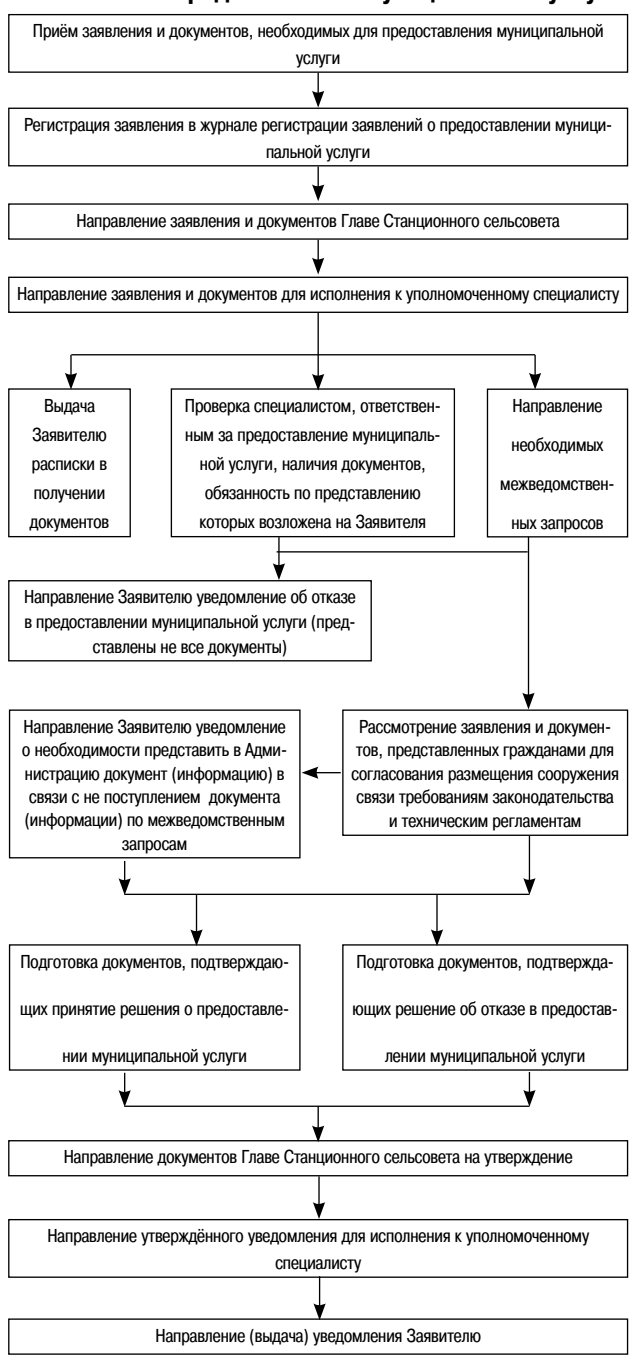 Приём заявления и документов, необходимых для предоставления муниципальной
услуги
Регистрация заявления в журнале регистрации заявлений о предоставлении муници-
пальной услуги
Направление заявления и документов Главе Станционного сельсовета
Направление заявления и документов для исполнения к уполномоченному специалисту
Выдача
Заявителю
расписки в
получении
документов
Проверка специалистом, ответствен-
ным за предоставление муниципаль-
ной услуги, наличия документов,
обязанность по представлению
которых возложена на Заявителя
Направление
необходимых
межведомствен-
ных запросов
Направление Заявителю уведомление об отказе
в предоставлении муниципальной услуги (пред-
ставлены не все документы)
Направление Заявителю уведомление
о необходимости представить в Адми-
нистрацию документ (информацию) в
связи с не поступлением документа
(информации) по межведомственным
запросам
Рассмотрение заявления и докумен-
тов, представленных гражданами для
согласования размещения сооружения
связи требованиям законодательства
и техническим регламентам
Подготовка документов, подтверждаю-
щих принятие решения о предоставле-
нии муниципальной услуги
Подготовка документов, подтвержда-
ющих решение об отказе в предостав-
лении муниципальной услуги
Направление документов Главе Станционного сельсовета на утверждение
Направление утверждённого уведомления для исполнения к уполномоченному
специалисту
Направление (выдача) уведомления Заявителю